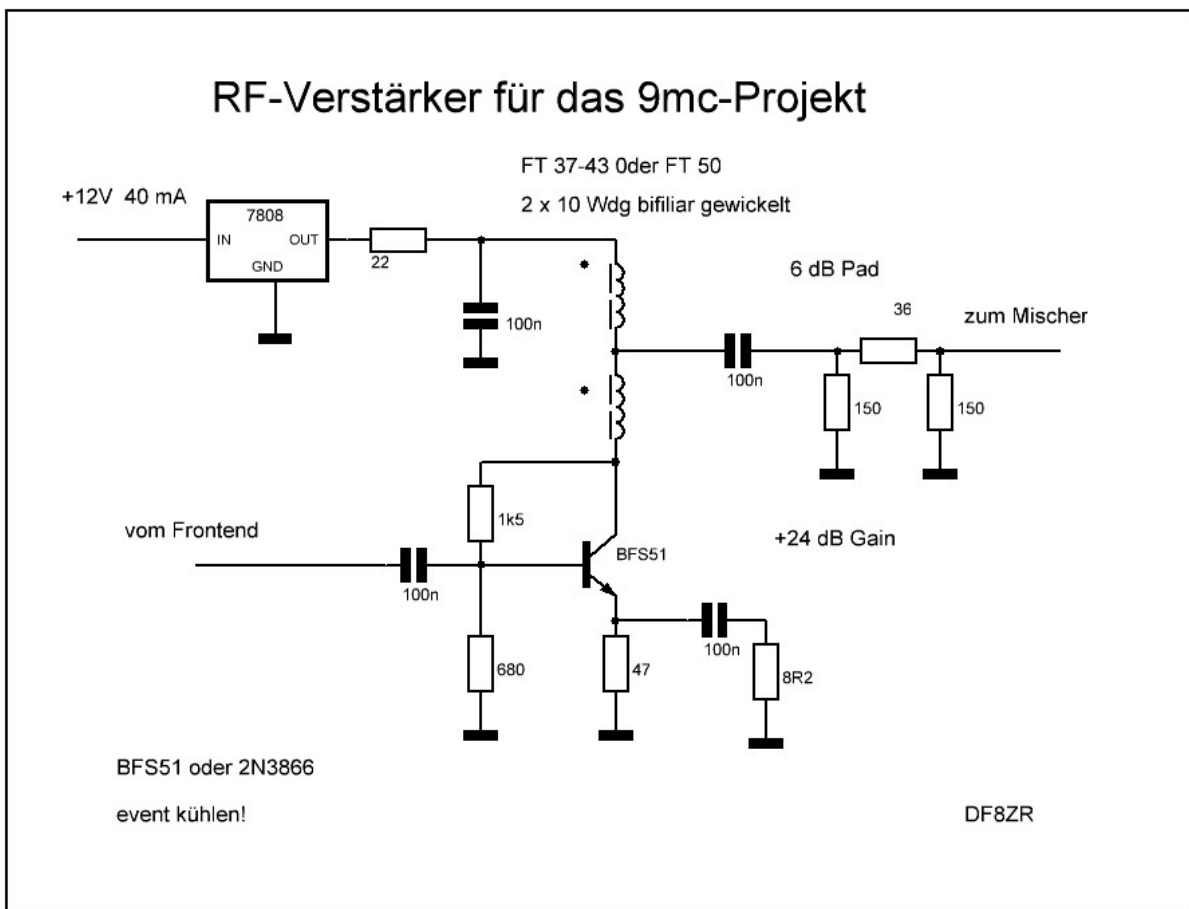 RF-Verstärker für das 9mc-Projekt
FT 37-43 0der FT 50
2 x 10 Wdg bifiliar gewickelt
+12V 40 mA
7808
IN
OUT
GND
22
100n
6 dB Pad
36
zum Mischer
100n
150
150
1k5
vom Frontend
+24 dB Gain
BFS51
100n
100n
680
47
8R2
BFS51 oder 2N3866
event kühlen!
DF8ZR